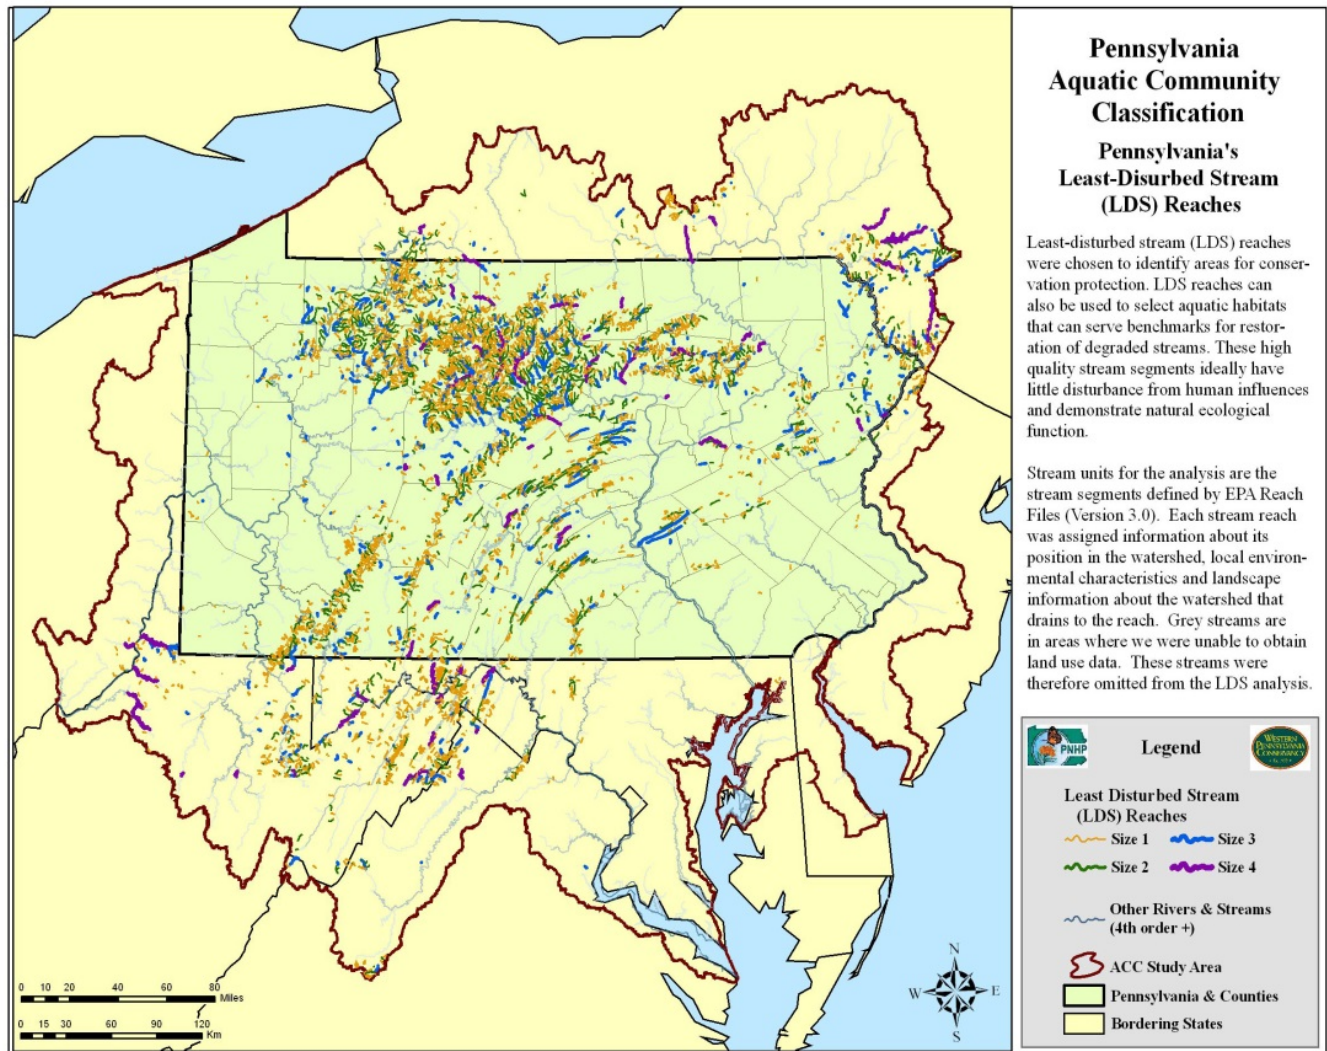 Pennsylvania
Aquatic Community
Classification
Pennsylvania's
Least-Disurbed Stream
(LDS) Reaches
Least-disturbed stream (LDS) reaches
were chosen to identify areas for conser-
vation protection. LDS reaches can
also be used to select aquatic habitats
that can serve benchmarks for restor-
ation of degraded streams. These high
quality stream segments ideally have
little disturbance from human influences
and demonstrate natural ecological
function.
Stream units for the analysis are the
stream segments defined by EPA Reach
Files (Version 3.0). Each stream reach
was assigned information about its
position in the watershed, local environ-
mental characteristics and landscape
information about the watershed that
drains to the reach. Grey streams are
in areas where we were unable to obtain
land use data. These streams were
therefore omitted from the LDS analysis.
PNHP
Legend
WESTERN
PENNSYLVANIA
CONSERVANCY
Least Disturbed Stream
(LDS) Reaches
Size 1
Size 3
Size 2
Size 4
Other Rivers & Streams
(4th order +)
ACC Study Area
Pennsylvania & Counties
Bordering States
N
W
E
S
0 10 20 40 60 80
Miles
0 15 30 60 90 120
Km